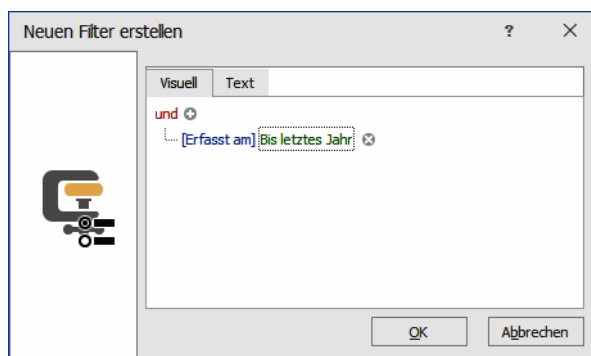 Neuen Filter erstellen ?
Visuell Text
und
[Erfasst am] Bis letztes Jahr
OK Abbrechen